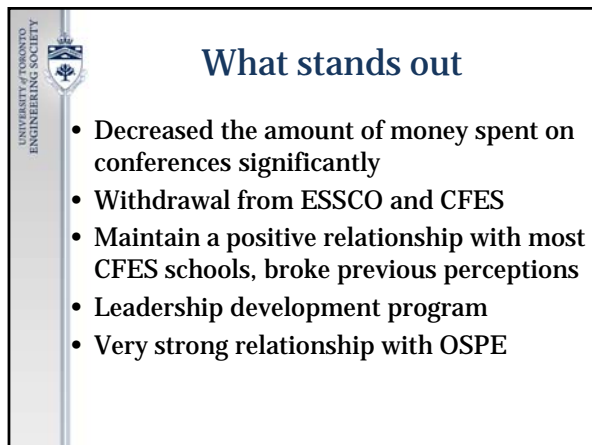 UNIVERSITY of TORONTO
ENGINEERING SOCIETY
What stands out
• Decreased the amount of money spent on
conferences significantly
• Withdrawal from ESSCO and CFES
• Maintain a positive relationship with most
CFES schools, broke previous perceptions
• Leadership development program
• Very strong relationship with OSPE